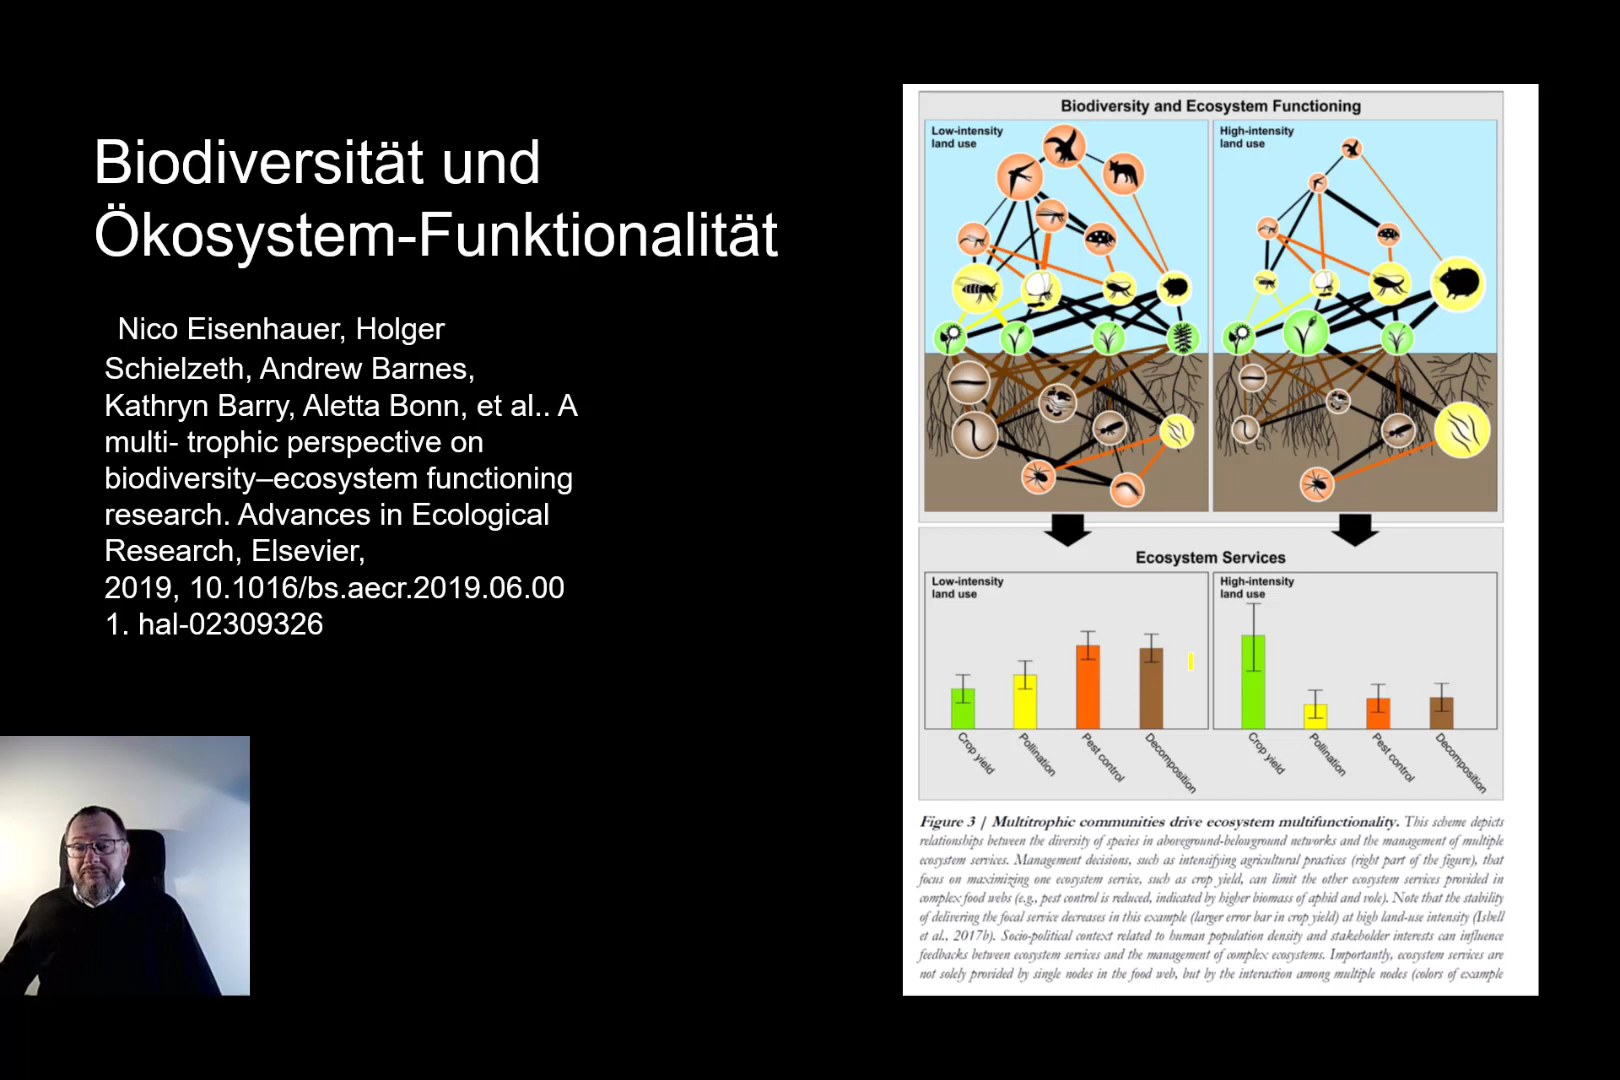 Biodiversität und
Ökosystem-Funktionalität
Nico Eisenhauer, Holger
Schielzeth, Andrew Barnes,
Kathryn Barry, Aletta Bonn, et al.. A
multi- trophic perspective on
biodiversity–ecosystem functioning
research. Advances in Ecological
Research, Elsevier,
2019, 10.1016/bs.aecr.2019.06.00
1. hal-02309326
Biodiversity and Ecosystem Functioning
Low-intensity
land use
High-intensity
land use
Ecosystem Services
Low-intensity
land use
High-intensity
land use
Crop yield
Pollination
Pest control
Decomposition
Crop yield
Pollination
Pest control
Decomposition
Figure 3 | Multitrophic communities drive ecosystem multifunctionality. This scheme depicts
relationships between the diversity of species in aboveground-belowground networks and the management of multiple
ecosystem services. Management decisions, such as intensifying agricultural practices (right part of the figure), that
focus on maximizing one ecosystem service, such as crop yield, can limit the other ecosystem services provided in
complex food webs (e.g., pest control is reduced, indicated by higher biomass of aphid and vole). Note that the stability
of delivering the focal service decreases in this example (larger error bar in crop yield) at high land-use intensity (Isbell
et al., 2017b). Socio-political context related to human population density and stakeholder interests can influence
feedbacks between ecosystem services and the management of complex ecosystems. Importantly, ecosystem services are
not solely provided by single nodes in the food web, but by the interaction among multiple nodes (colors of example